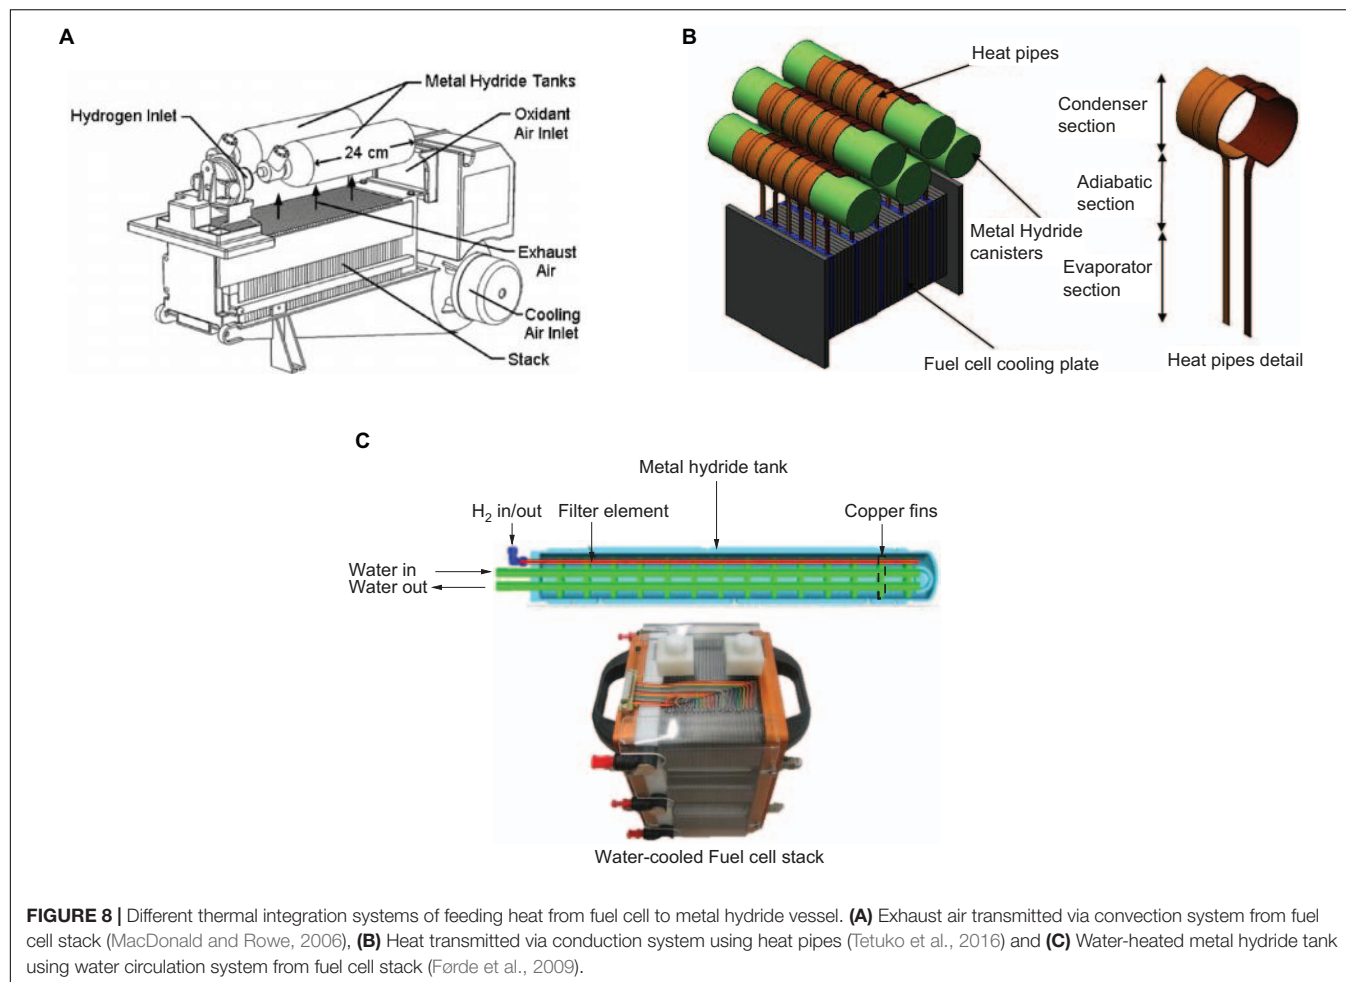 A
Metal Hydride Tanks
Hydrogen Inlet
Oxidant
Air Inlet
24 cm
Exhaust
Air
Cooling
Air Inlet
Stack
B
Heat pipes
Condenser
section
Adiabatic
section
Metal Hydride
canisters
Evaporator
section
Fuel cell cooling plate
Heat pipes detail
C
Metal hydride tank
H2 in/out
Filter element
Copper fins
Water in
Water out
Water-cooled Fuel cell stack
FIGURE 8 | Different thermal integration systems of feeding heat from fuel cell to metal hydride vessel. (A) Exhaust air transmitted via convection system from fuel
cell stack (MacDonald and Rowe, 2006), (B) Heat transmitted via conduction system using heat pipes (Tetuko et al., 2016) and (C) Water-heated metal hydride tank
using water circulation system from fuel cell stack (Førde et al., 2009).